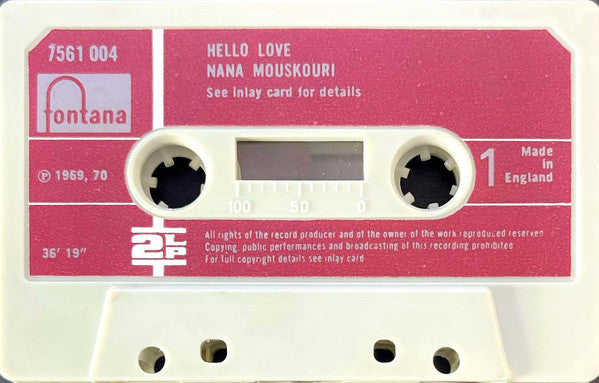 7561 004
HELLO LOVE
NANA MOUSKOURI
See inlay card for details
fontana
℗ 1969, 70
100 50 0
1
Made
in
England
36' 19"
2LP
All rights of the record producer and of the owner of the work reproduced reserved
Copying, public performances and broadcasting of this recording prohibited
For full copyright details see inlay card